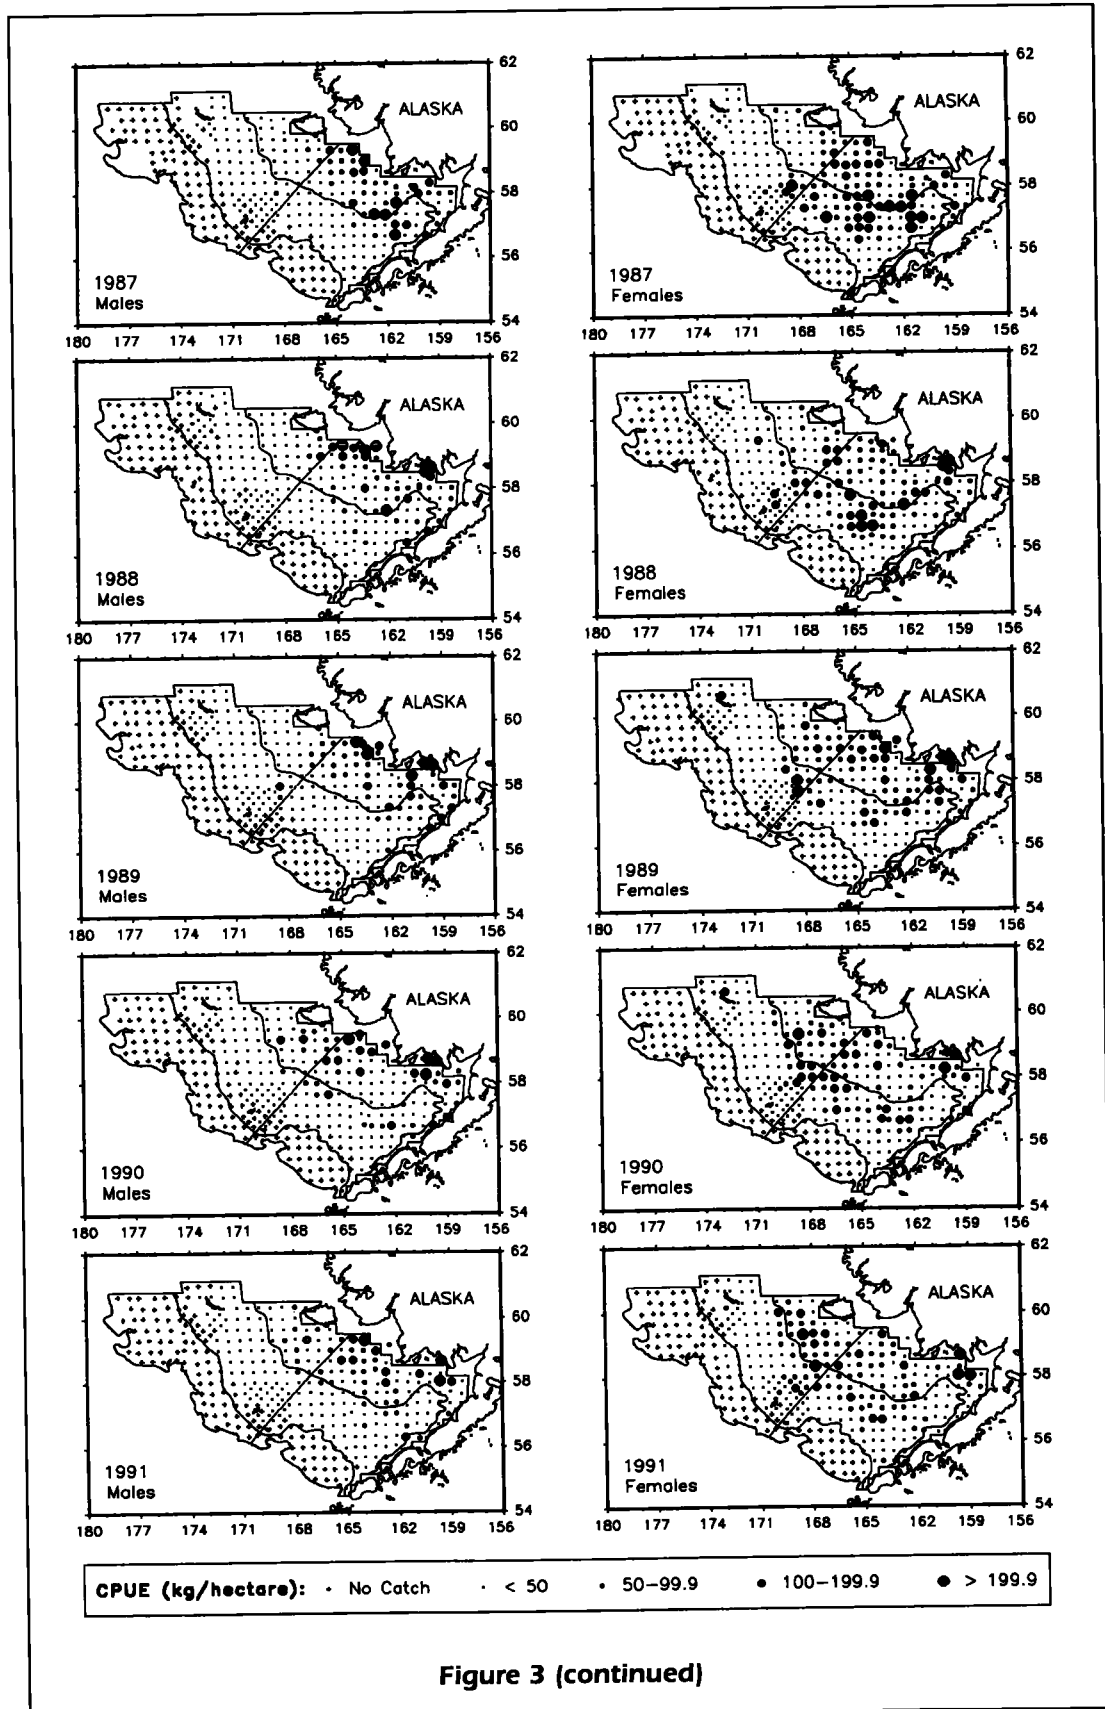 62
ALASKA
60
58
56
1987
Males
54
180 177 174 171 168 165 162 159 156
62
ALASKA
60
58
56
1987
Females
54
180 177 174 171 168 165 162 159 156
62
ALASKA
60
58
56
1988
Males
54
180 177 174 171 168 165 162 159 156
62
ALASKA
60
58
56
1988
Females
54
180 177 174 171 168 165 162 159 156
62
ALASKA
60
58
56
1989
Males
54
180 177 174 171 168 165 162 159 156
62
ALASKA
60
58
56
1989
Females
54
180 177 174 171 168 165 162 159 156
62
ALASKA
60
58
56
1990
Males
54
180 177 174 171 168 165 162 159 156
62
ALASKA
60
58
56
1990
Females
54
180 177 174 171 168 165 162 159 156
62
ALASKA
60
58
56
1991
Males
54
180 177 174 171 168 165 162 159 156
62
ALASKA
60
58
56
1991
Females
54
180 177 174 171 168 165 162 159 156
CPUE (kg/hectare): No Catch < 50 50–99.9 100–199.9 > 199.9
Figure 3 (continued)